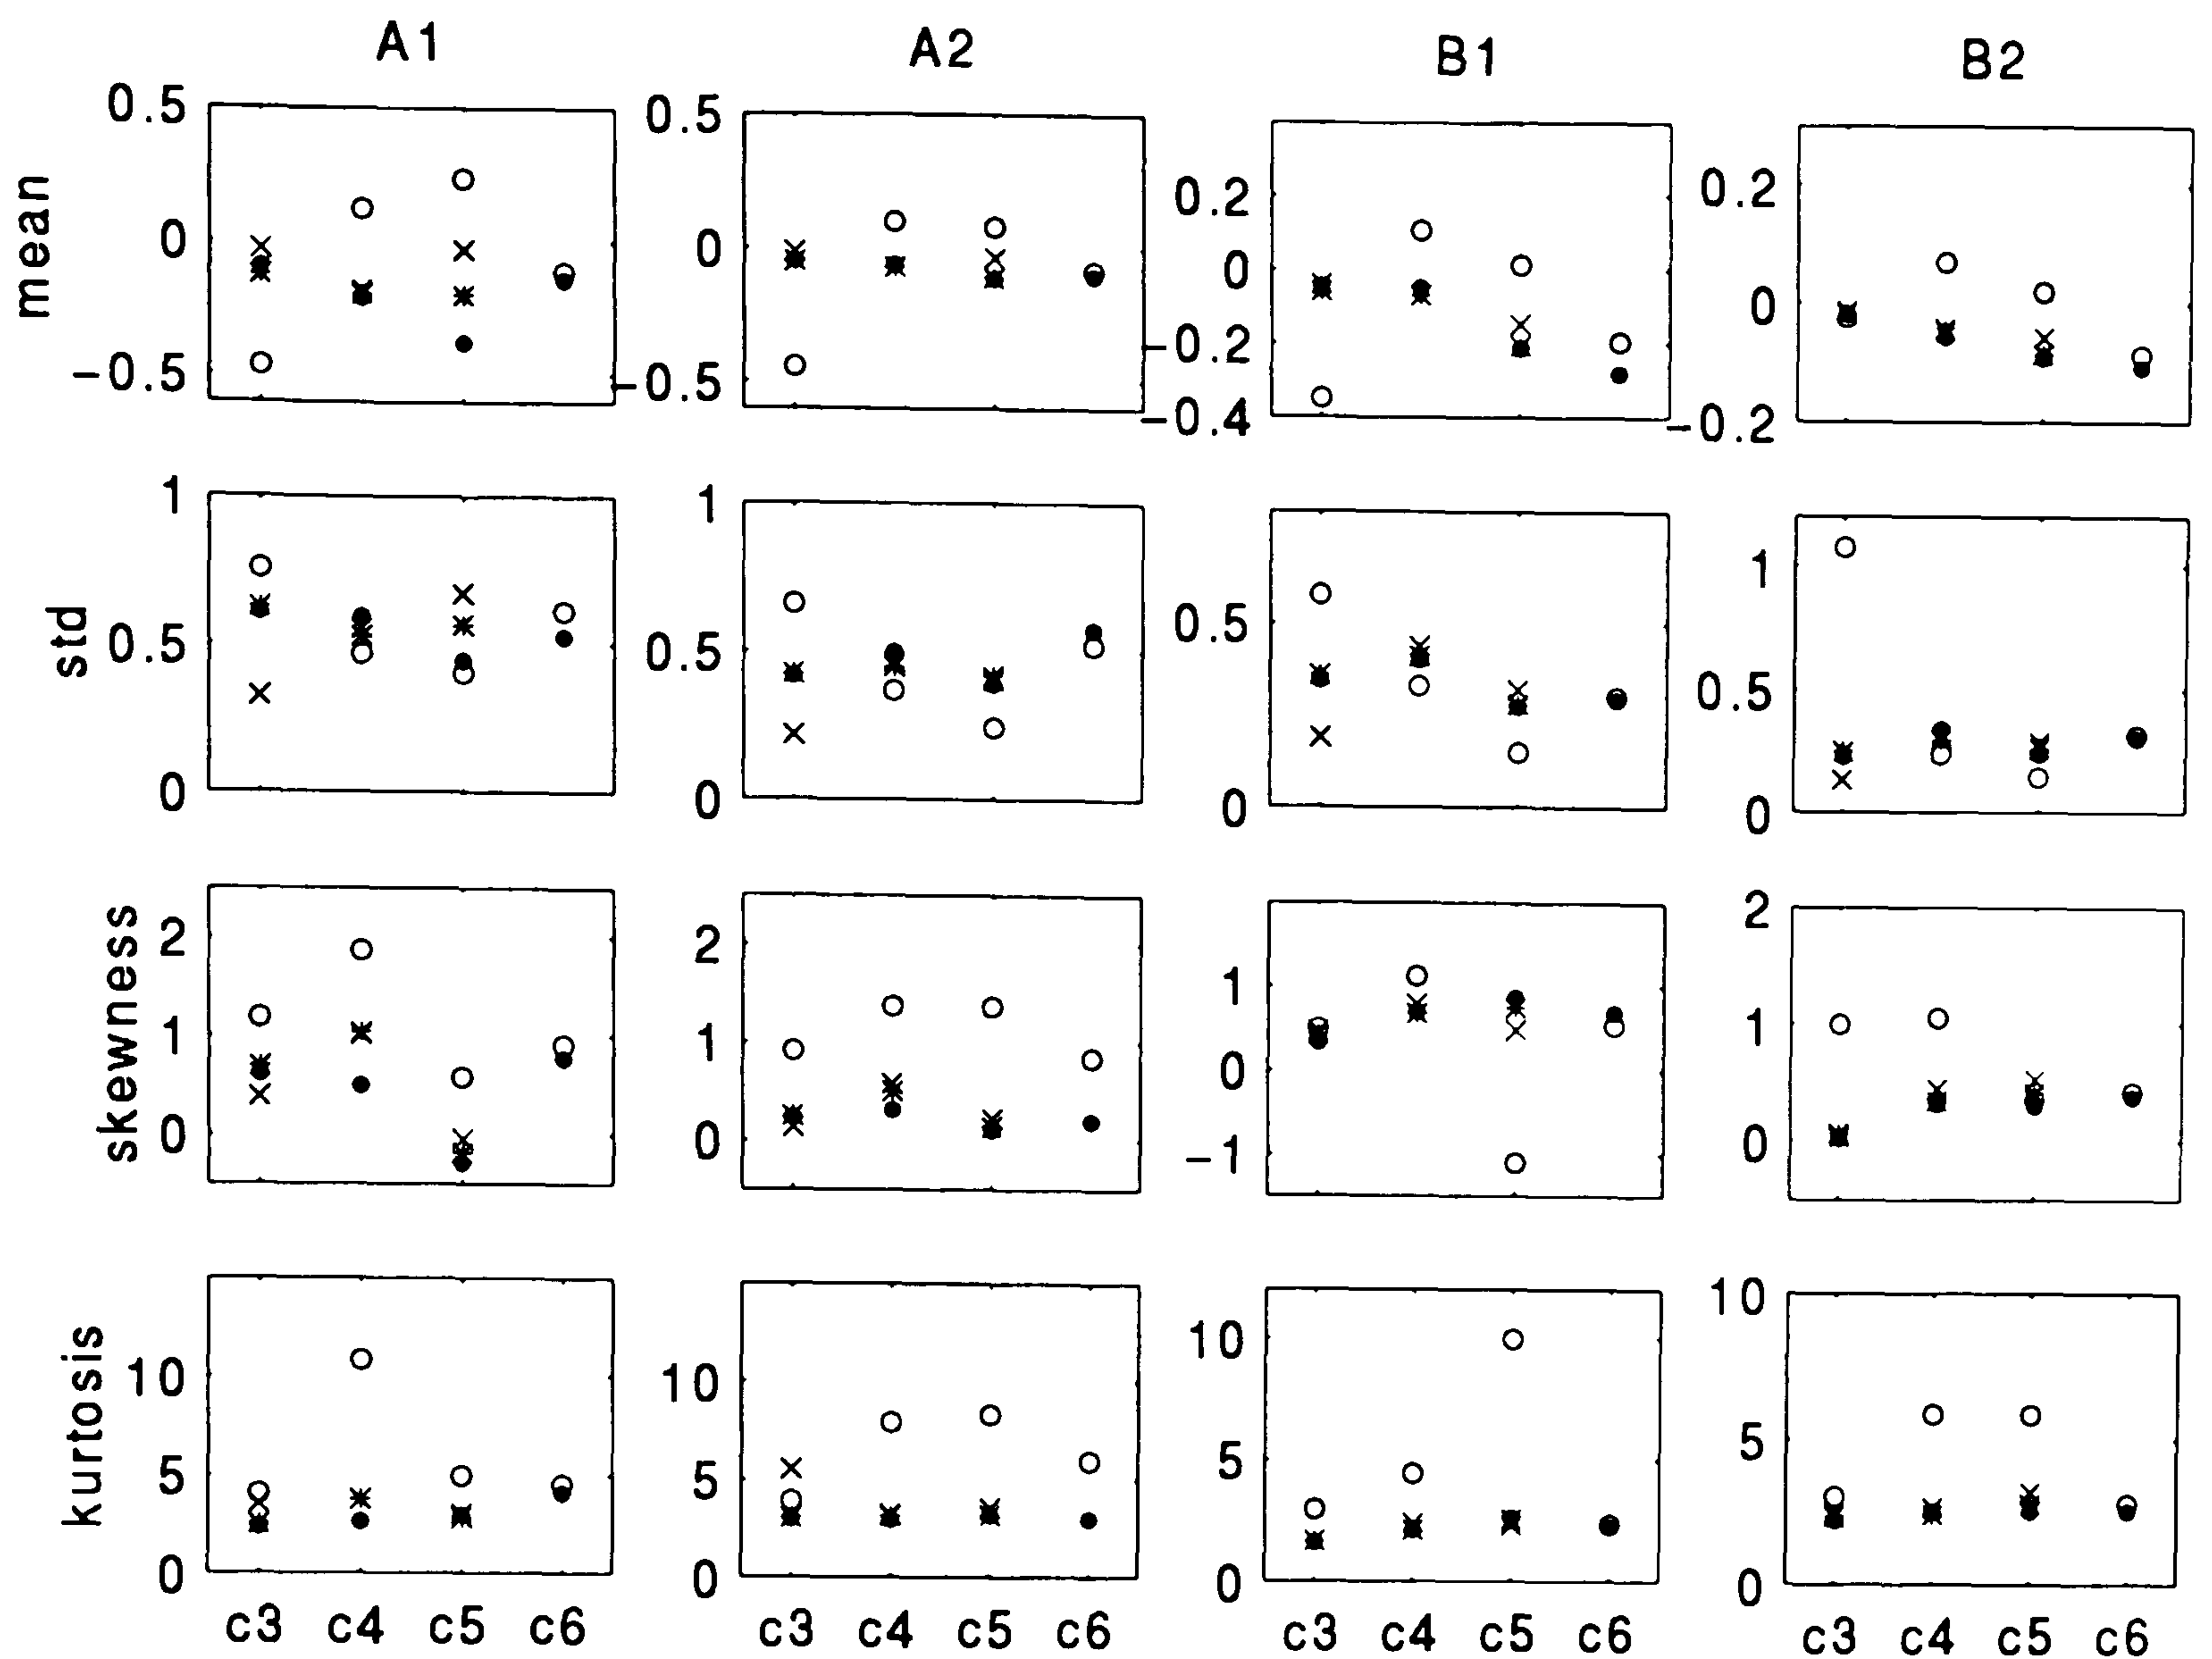 A1 A2 B1 B2
mean 0.5 0 -0.5 0.5 0 -0.5 0.2 0 -0.2 -0.4 0.2 0 -0.2
std 1 0.5 0 1 0.5 0 0.5 0 1 0.5 0
skewness 2 1 0 2 1 0 1 0 -1 2 1 0
kurtosis 10 5 0 10 5 0 10 5 0 10 5 0
c3 c4 c5 c6 c3 c4 c5 c6 c3 c4 c5 c6 c3 c4 c5 c6